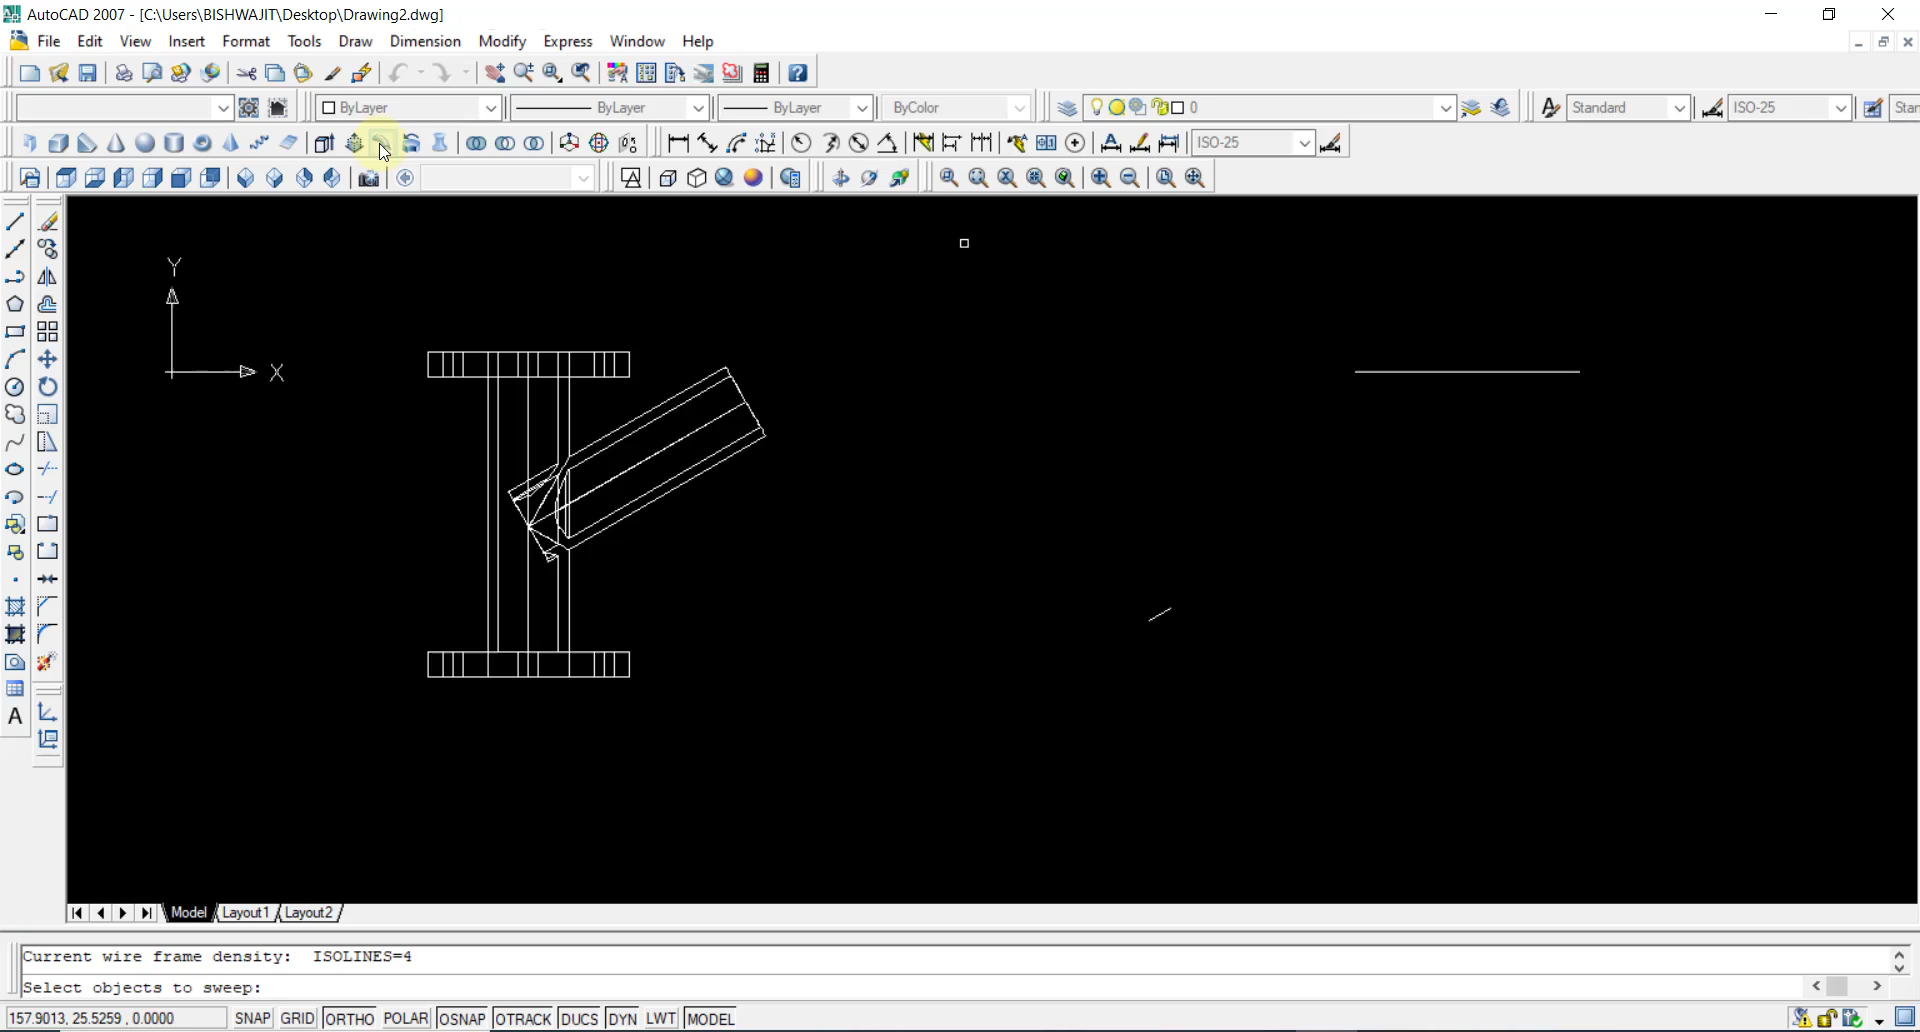 AutoCAD 2007 - [C:\Users\BISHWAJIT\Desktop\Drawing2.dwg]
File Edit View Insert Format Tools Draw Dimension Modify Express Window Help
ByLayer ByLayer ByLayer ByColor 0 Standard ISO-25 Stan
ISO-25
Y
X
A
Model Layout1 Layout2
Current wire frame density:  ISOLINES=4
Select objects to sweep:
157.9013, 25.5259 , 0.0000 SNAP GRID ORTHO POLAR OSNAP OTRACK DUCS DYN LWT MODEL